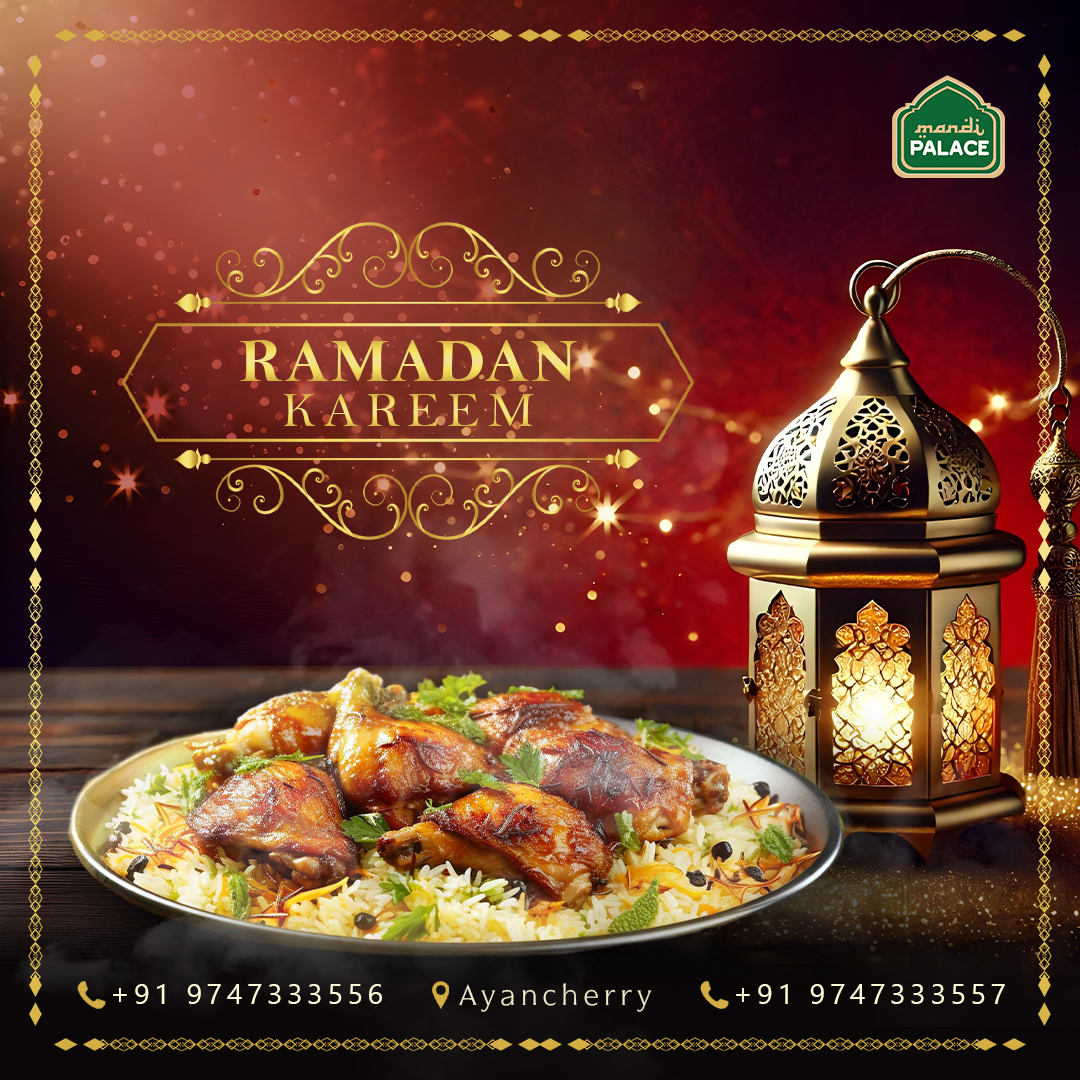 mandi
PALACE
RAMADAN
KAREEM
+91 9747333556
Ayancherry
+91 9747333557